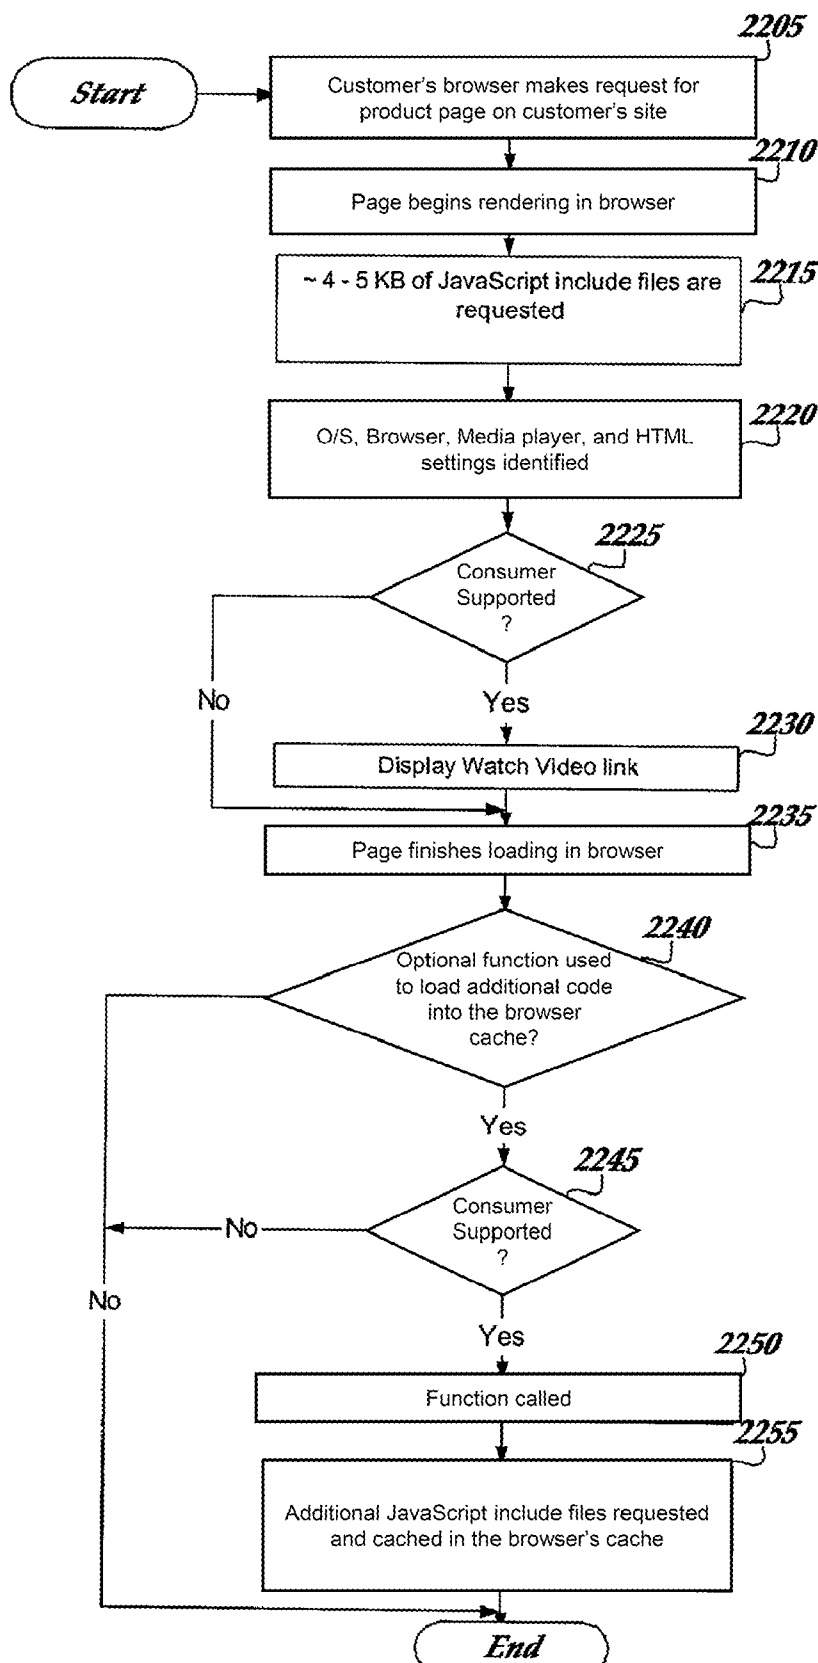 2205
Start
Customer's browser makes request for
product page on customer's site
2210
Page begins rendering in browser
2215
~ 4 - 5 KB of JavaScript include files are
requested
2220
O/S, Browser, Media player, and HTML
settings identified
2225
Consumer
Supported
?
No
Yes
2230
Display Watch Video link
2235
Page finishes loading in browser
2240
Optional function used
to load additional code
into the browser
cache?
Yes
2245
Consumer
Supported
?
No
No
Yes
2250
Function called
2255
Additional JavaScript include files requested
and cached in the browser's cache
End